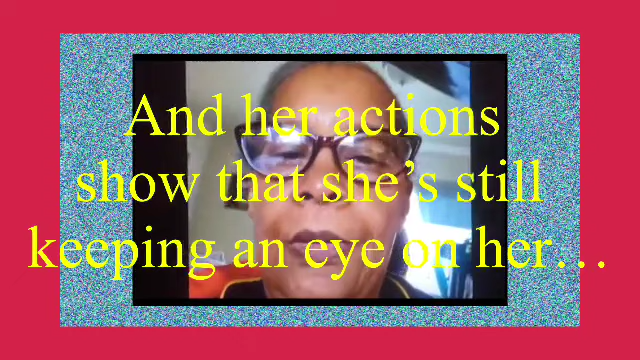 And her actions
show that she’s still
keeping an eye on her…